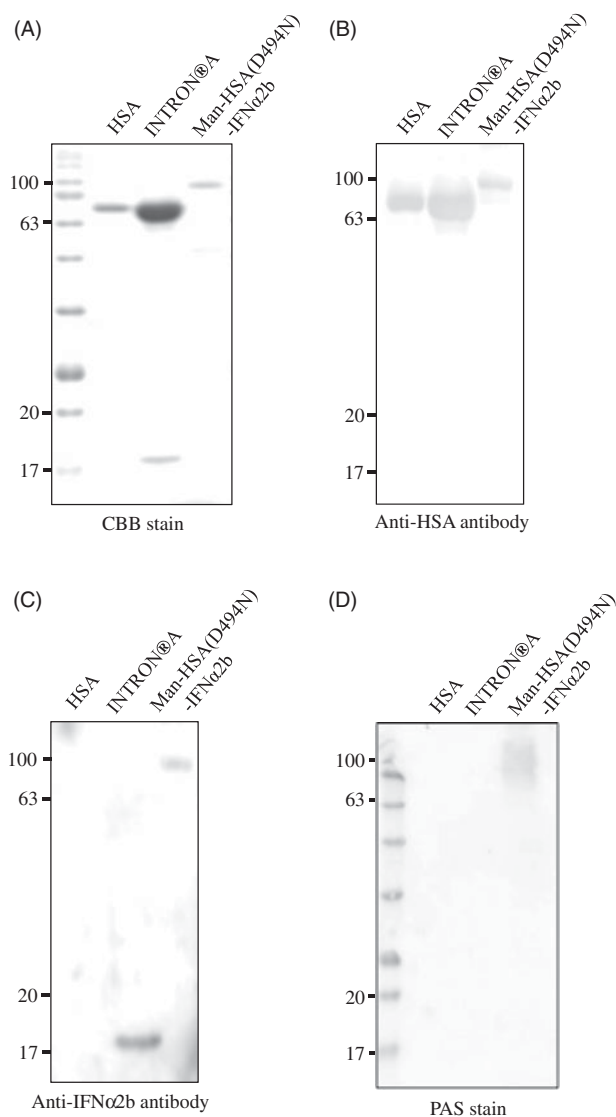 (A)
HSA
INTRON®A
Man-HSA(D494N)
-IFNα2b
100
63
20
17
CBB stain
(B)
HSA
INTRON®A
Man-HSA(D494N)
-IFNα2b
100
63
20
17
Anti-HSA antibody
(C)
HSA
INTRON®A
Man-HSA(D494N)
-IFNα2b
100
63
20
17
Anti-IFNα2b antibody
(D)
HSA
INTRON®A
Man-HSA(D494N)
-IFNα2b
100
63
20
17
PAS stain